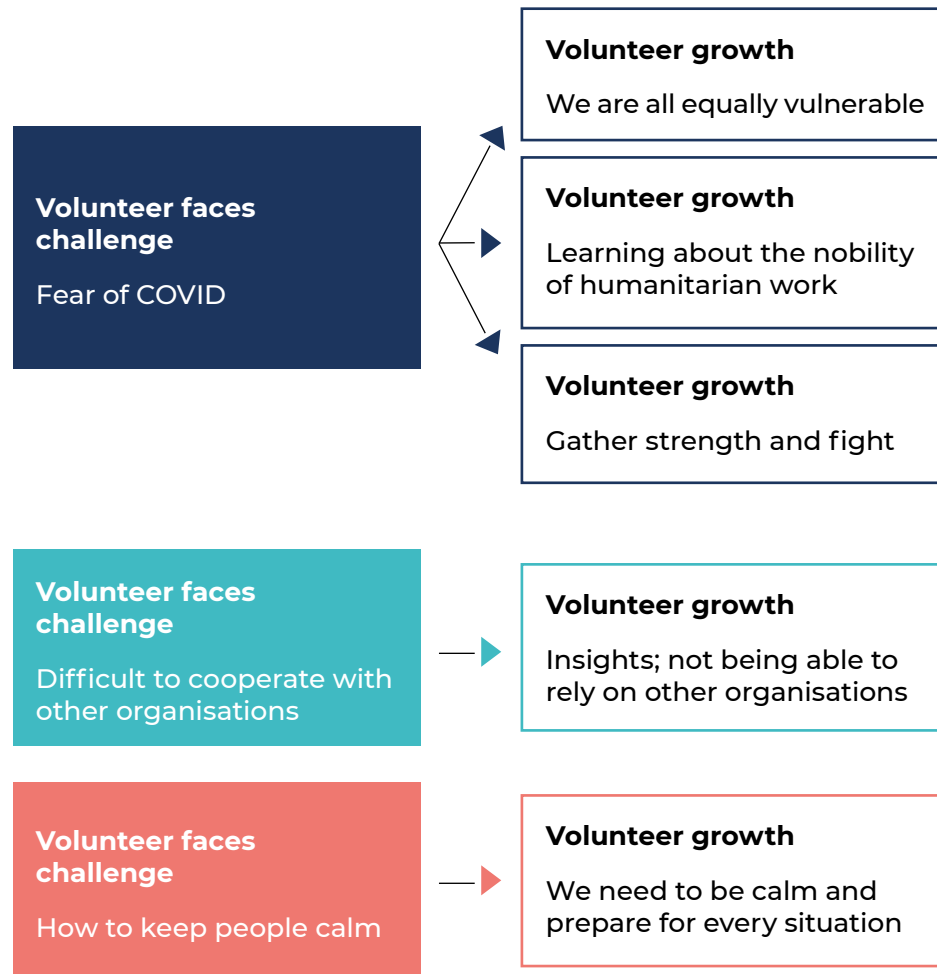 Volunteer faces
challenge
Fear of COVID
Volunteer growth
We are all equally vulnerable
Volunteer growth
Learning about the nobility
of humanitarian work
Volunteer growth
Gather strength and fight
Volunteer faces
challenge
Difficult to cooperate with
other organisations
Volunteer growth
Insights; not being able to
rely on other organisations
Volunteer faces
challenge
How to keep people calm
Volunteer growth
We need to be calm and
prepare for every situation